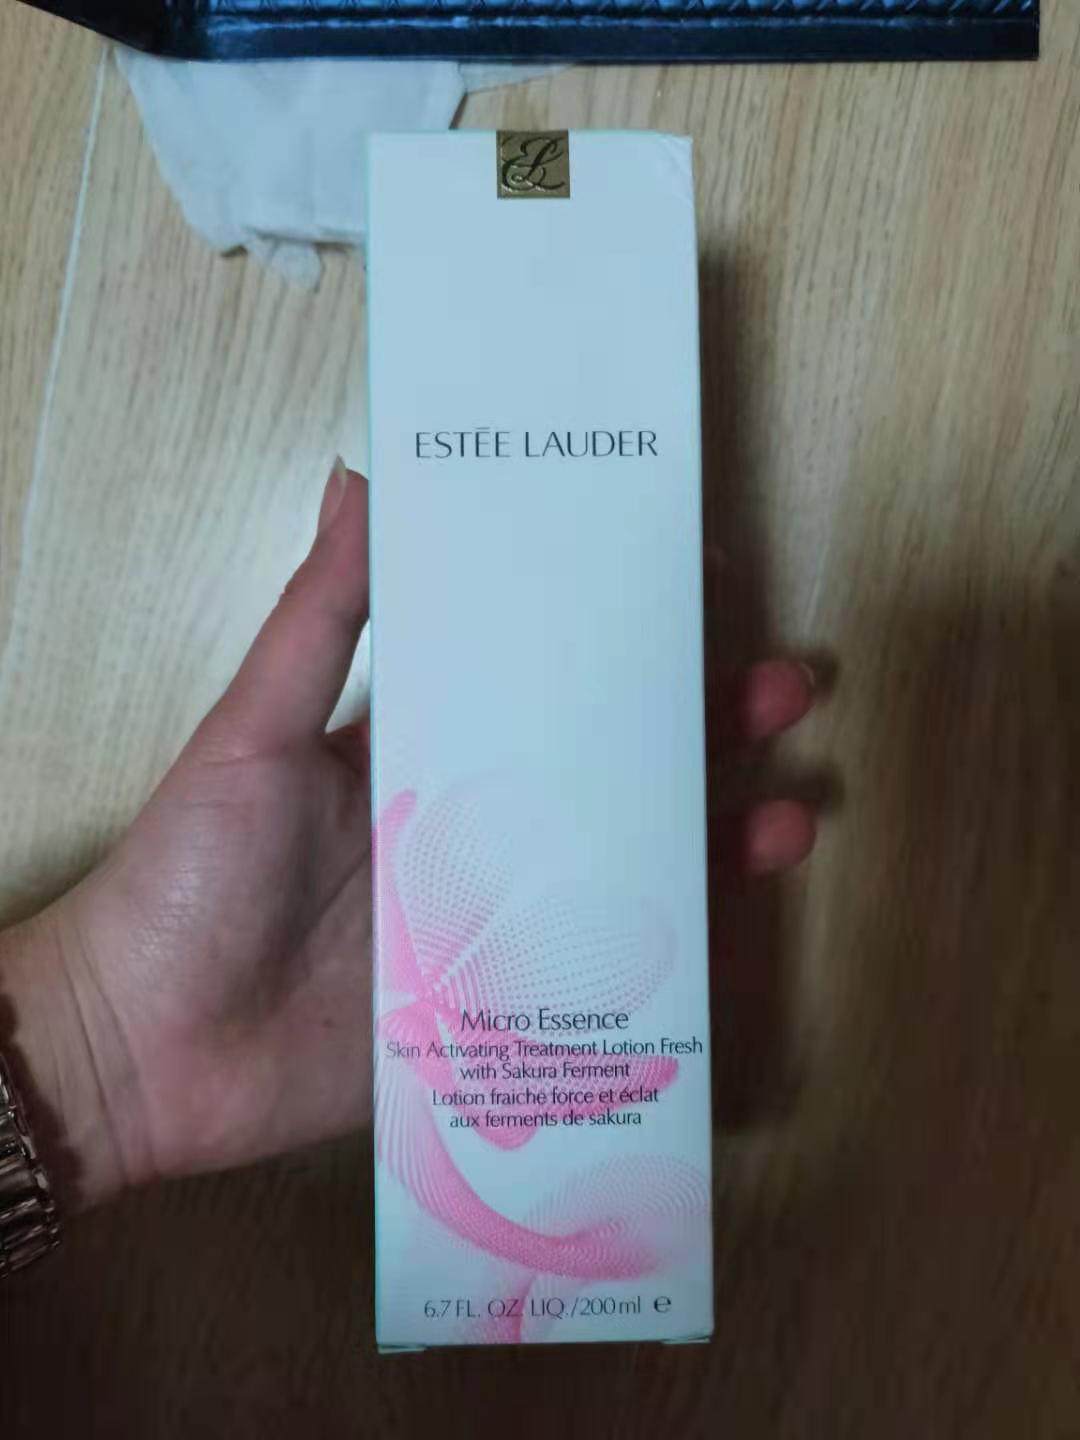 EL
ESTĒE LAUDER
Micro Essence
Skin Activating Treatment Lotion Fresh
with Sakura Ferment
Lotion fraîche force et éclat
aux ferments de sakura
6.7 FL. OZ. LIQ./200 ml ℮